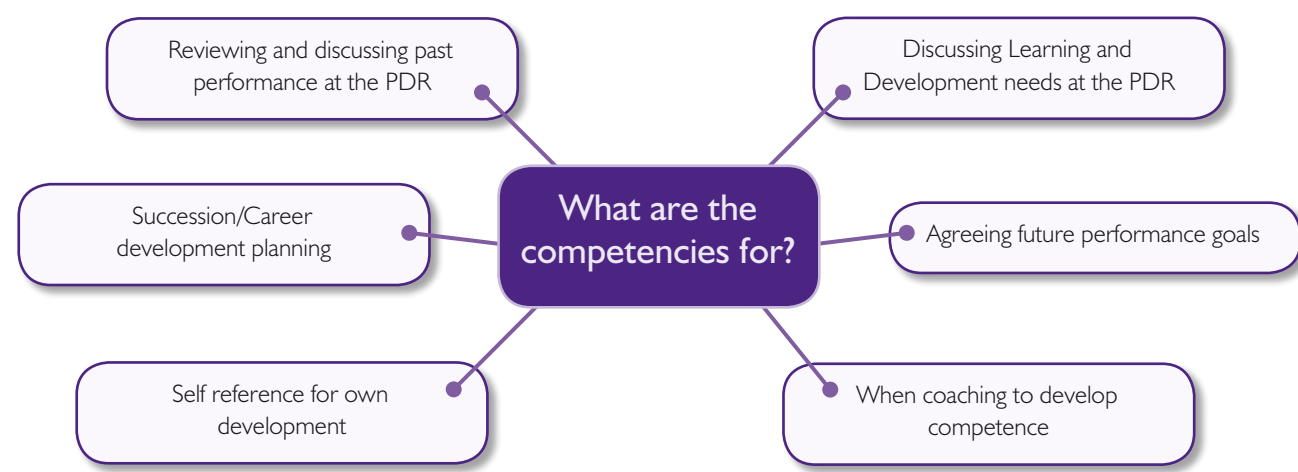 Reviewing and discussing past
performance at the PDR
Discussing Learning and
Development needs at the PDR
What are the
competencies for?
Succession/Career
development planning
Agreeing future performance goals
Self reference for own
development
When coaching to develop
competence